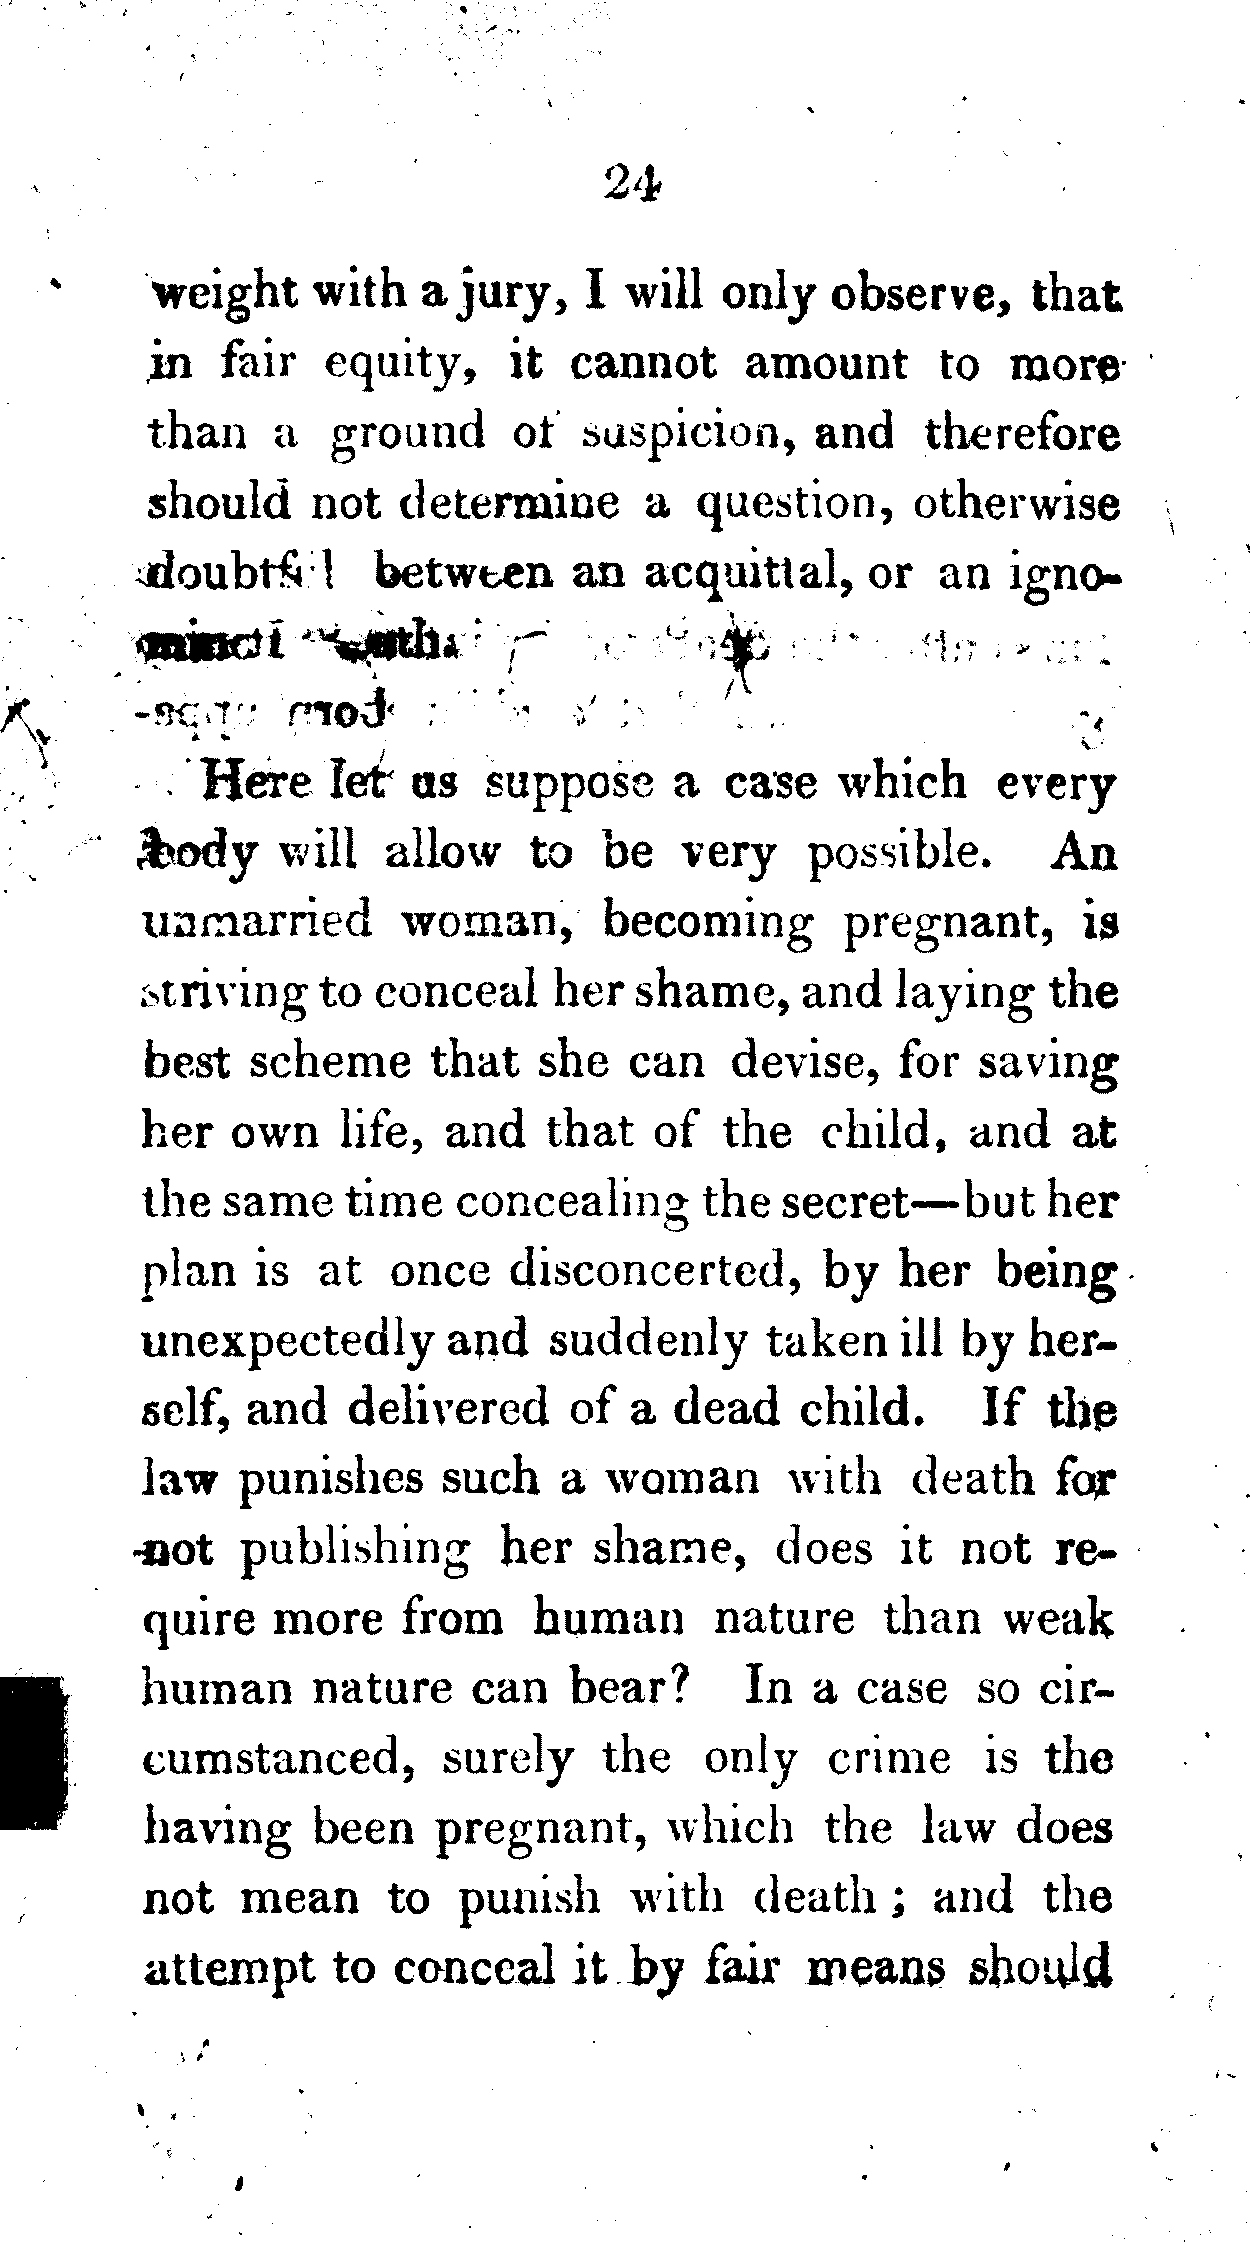 24
weight with a jury, I will only observe, that
in fair equity, it cannot amount to more
than a ground of suspicion, and therefore
should not determine a question, otherwise
doubtful between an acquittal, or an igno-
Here let us suppose a case which every
body will allow to be very possible. An
unmarried woman, becoming pregnant, is
striving to conceal her shame, and laying the
best scheme that she can devise, for saving
her own life, and that of the child, and at
the same time concealing the secret—but her
plan is at once disconcerted, by her being
unexpectedly and suddenly taken ill by her-
self, and delivered of a dead child. If the
law punishes such a woman with death for
not publishing her shame, does it not re-
quire more from human nature than weak
human nature can bear? In a case so cir-
cumstanced, surely the only crime is the
having been pregnant, which the law does
not mean to punish with death; and the
attempt to conceal it by fair means should